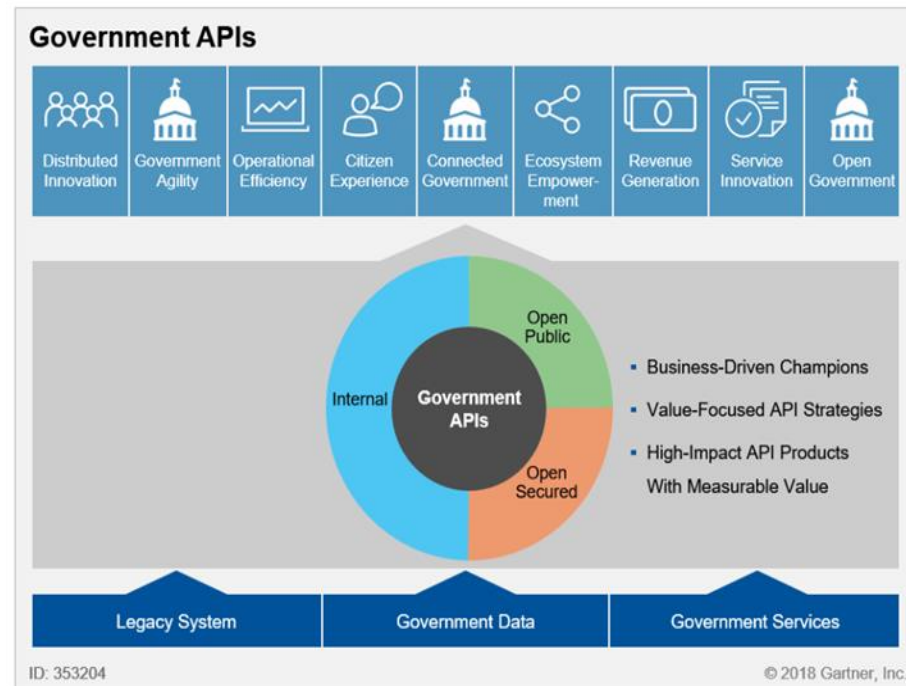 Government APIs
Distributed
Innovation
Government
Agility
Operational
Efficiency
Citizen
Experience
Connected
Government
Ecosystem
Empower-
ment
Revenue
Generation
Service
Innovation
Open
Government
Internal
Government
APIs
Open
Public
Open
Secured
▪ Business-Driven Champions
▪ Value-Focused API Strategies
▪ High-Impact API Products
With Measurable Value
Legacy System
Government Data
Government Services
ID: 353204
© 2018 Gartner, Inc.